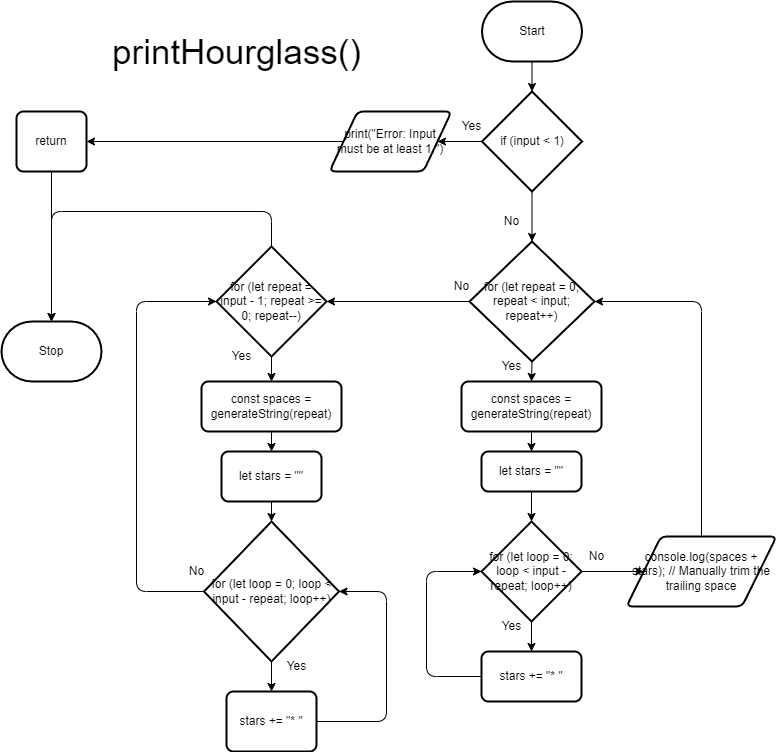 Start
printHourglass()
Yes
print("Error: Input
must be at least 1.")
if (input < 1)
return
No
for (let repeat =
input - 1; repeat >=
0; repeat--)
No
for (let repeat = 0;
repeat < input;
repeat++)
Stop
Yes
Yes
const spaces =
generateString(repeat)
const spaces =
generateString(repeat)
let stars = ""
let stars = ""
No
for (let loop = 0; loop <
input - repeat; loop++)
for (let loop = 0;
loop < input -
repeat; loop++)
No
console.log(spaces +
stars); // Manually trim the
trailing space
Yes
Yes
stars += "* "
stars += "* "